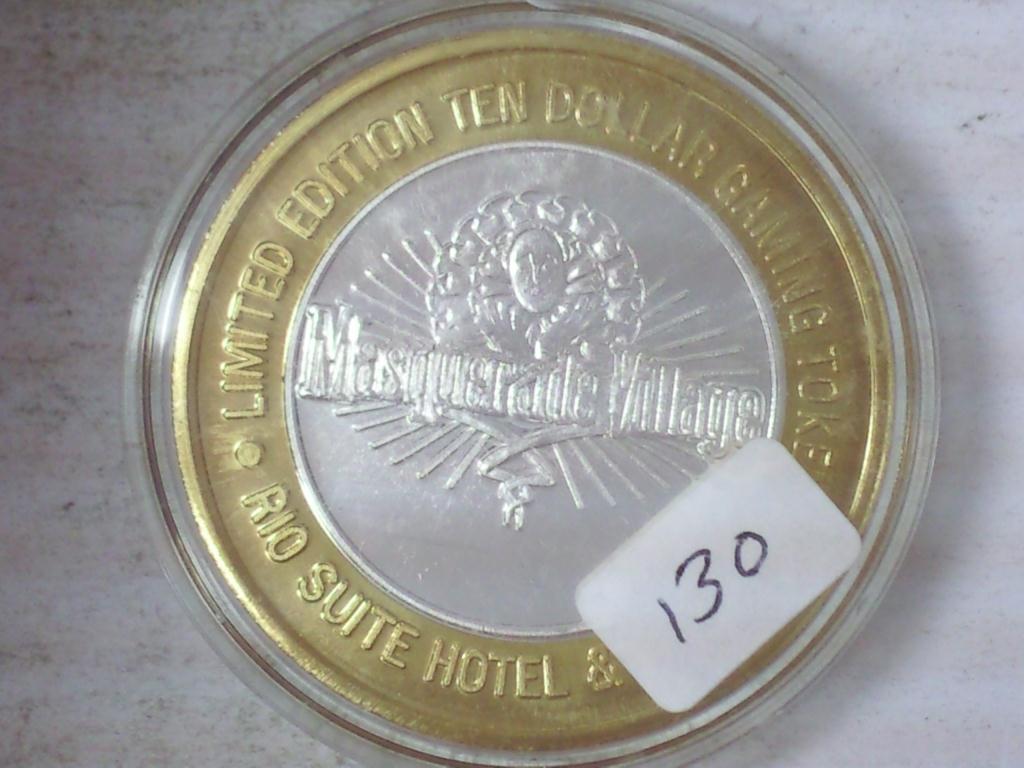 LIMITED EDITION TEN DOLLAR GAMING TOKE
Masquerade Village
RIO SUITE HOTEL &
130